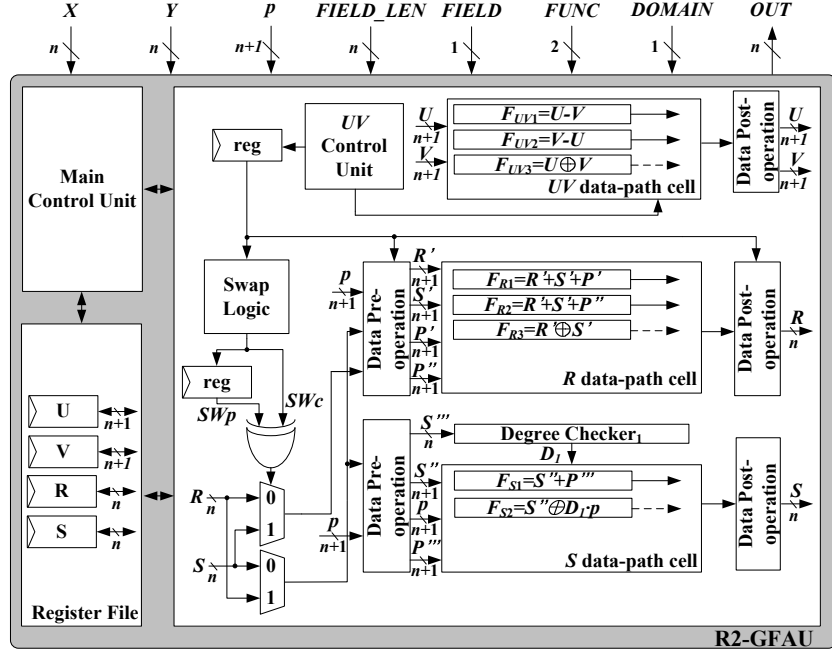 X Y p FIELD_LEN FIELD FUNC DOMAIN OUT
n n n+1 n 1 2 1 n
Main Control Unit
Register File
U n+1
V n+1
R n
S n
reg
UV Control Unit
U n+1
V n+1
F_UV1=U-V
F_UV2=V-U
F_UV3=U⊕V
UV data-path cell
Data Post-operation
U n+1
V n+1
Swap Logic
reg
SWp
SWc
R n
S n
0
1
0
1
p n+1
Data Pre-operation
R' n+1
S' n+1
P' n+1
P'' n+1
F_R1=R'+S'+P'
F_R2=R'+S'+P''
F_R3=R'⊕S'
R data-path cell
Data Post-operation
R n
p n+1
Data Pre-operation
S''' n
S'' n+1
p n+1
P''' n+1
Degree Checker_1
D_1
F_S1=S''+P'''
F_S2=S''⊕D_1·p
S data-path cell
Data Post-operation
S n
R2-GFAU